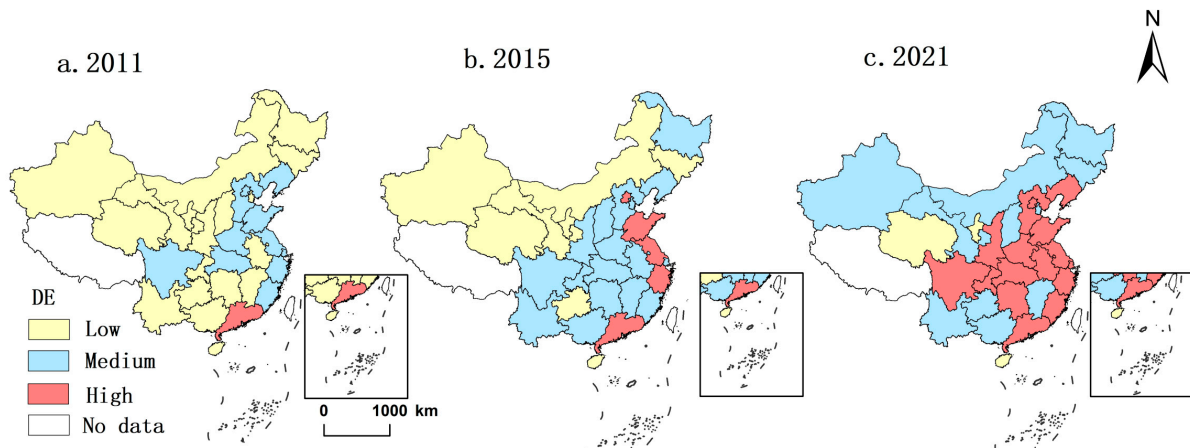 a. 2011
b. 2015
c. 2021
N
DE
Low
Medium
High
No data
0 1000 km